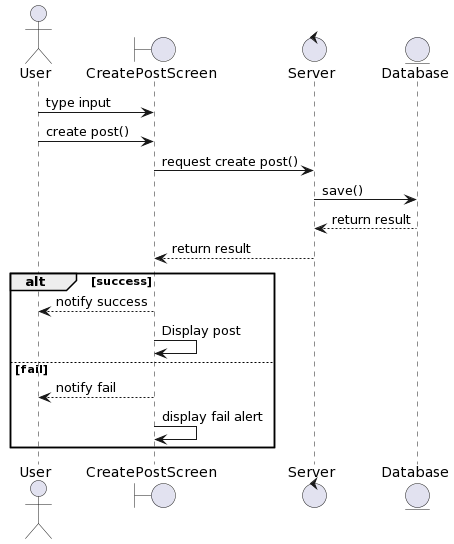 User CreatePostScreen Server Database
type input
create post()
request create post()
save()
return result
return result
alt [success]
notify success
Display post
[fail]
notify fail
display fail alert
User CreatePostScreen Server Database